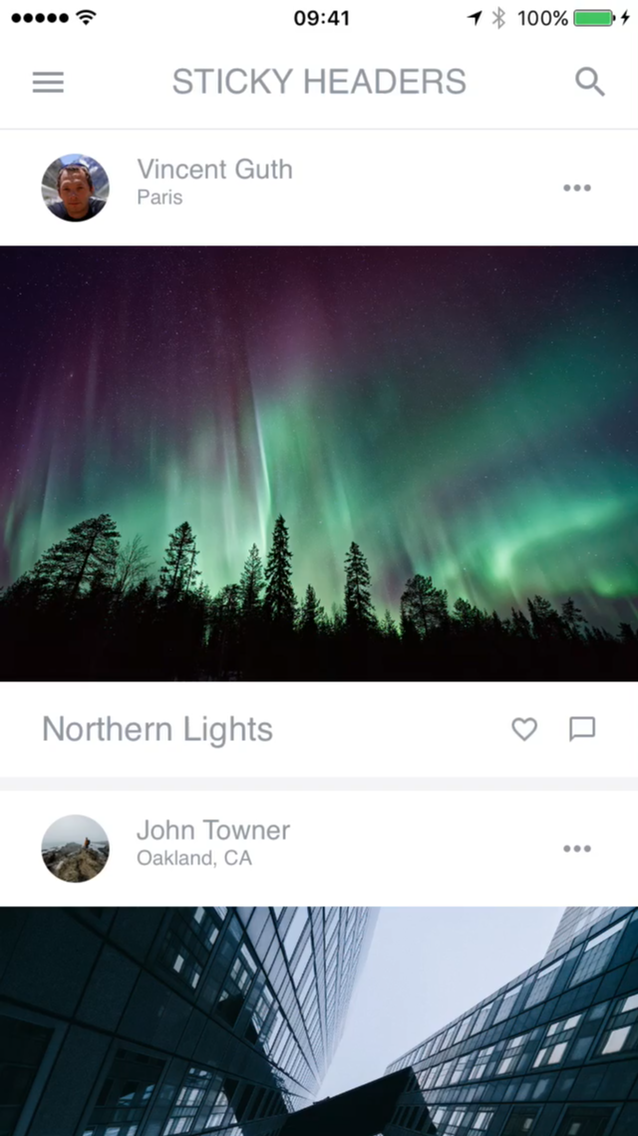 09:41
100%
STICKY HEADERS
Vincent Guth
Paris
Northern Lights
John Towner
Oakland, CA